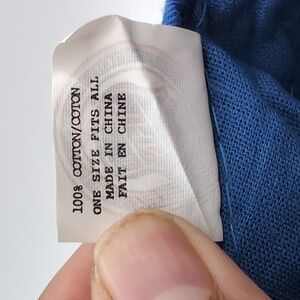 100% COTTON/COTON
ONE SIZE FITS ALL
MADE IN CHINA
FAIT EN CHINE